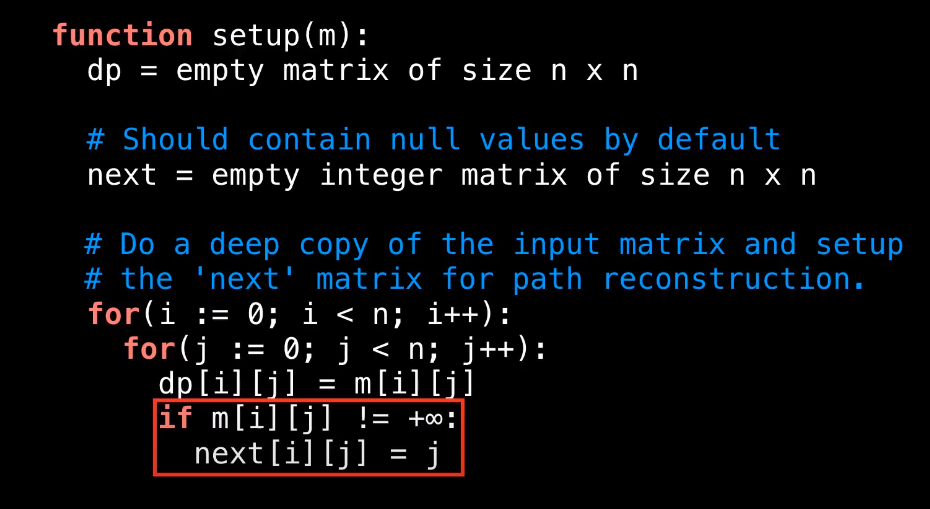 function setup(m):
dp = empty matrix of size n x n
# Should contain null values by default
next = empty integer matrix of size n x n
# Do a deep copy of the input matrix and setup
# the 'next' matrix for path reconstruction.
for(i := 0; i < n; i++):
for(j := 0; j < n; j++):
dp[i][j] = m[i][j]
if m[i][j] != +∞:
next[i][j] = j